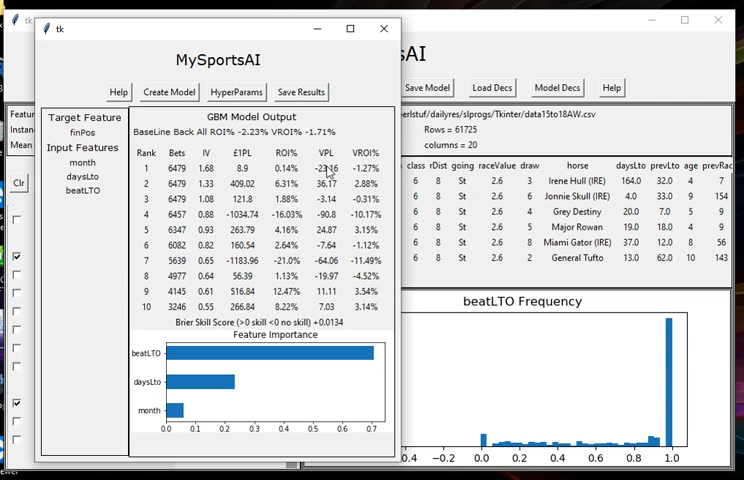 tk
tk
MySportsAI
sAI
Help Create Model HyperParams Save Results
Save Model Load Decs Model Decs Help
Target Feature
finPos
Input Features
month
daysLto
beatLTO
GBM Model Output
BaseLine Back All ROI% -2.23% VROI% -1.71%
Rank Bets IV £1PL ROI% VPL VROI%
1 6479 1.68 8.9 0.14% -23.16 -1.27%
2 6479 1.33 409.02 6.31% 36.17 2.88%
3 6479 1.08 121.8 1.88% -3.14 -0.31%
4 6457 0.88 -1034.74 -16.03% -90.8 -10.17%
5 6347 0.93 263.79 4.16% 24.87 3.15%
6 6082 0.82 160.54 2.64% -7.64 -1.12%
7 5639 0.65 -1183.96 -21.0% -64.06 -11.49%
8 4977 0.64 56.39 1.13% -19.97 -4.52%
9 4145 0.61 516.84 12.47% 11.11 3.54%
10 3246 0.55 266.84 8.22% 7.03 3.14%
Brier Skill Score (>0 skill <0 no skill) +0.0134
Feature Importance
beatLTO
daysLto
month
0.0 0.1 0.2 0.3 0.4 0.5 0.6 0.7
Featur
Instanc
Mean
Clr
erlstuf/dailyres/slprogs/Tkinter/data15to18AW.csv
Rows = 61725
columns = 20
class rDist going raceValue draw horse daysLto prevLto age prevRac
6 8 St 2.6 3 Irene Hull (IRE) 164.0 32.0 4 7
6 8 St 2.6 6 Jonnie Skull (IRE) 4.0 33.0 9 154
6 8 St 2.6 4 Grey Destiny 20.0 7.0 5 9
6 8 St 2.6 5 Major Rowan 19.0 18.0 4 9
6 8 St 2.6 8 Miami Gator (IRE) 37.0 12.0 8 56
6 8 St 2.6 2 General Tufto 13.0 62.0 10 143
beatLTO Frequency
0.4 -0.2 0.0 0.2 0.4 0.6 0.8 1.0